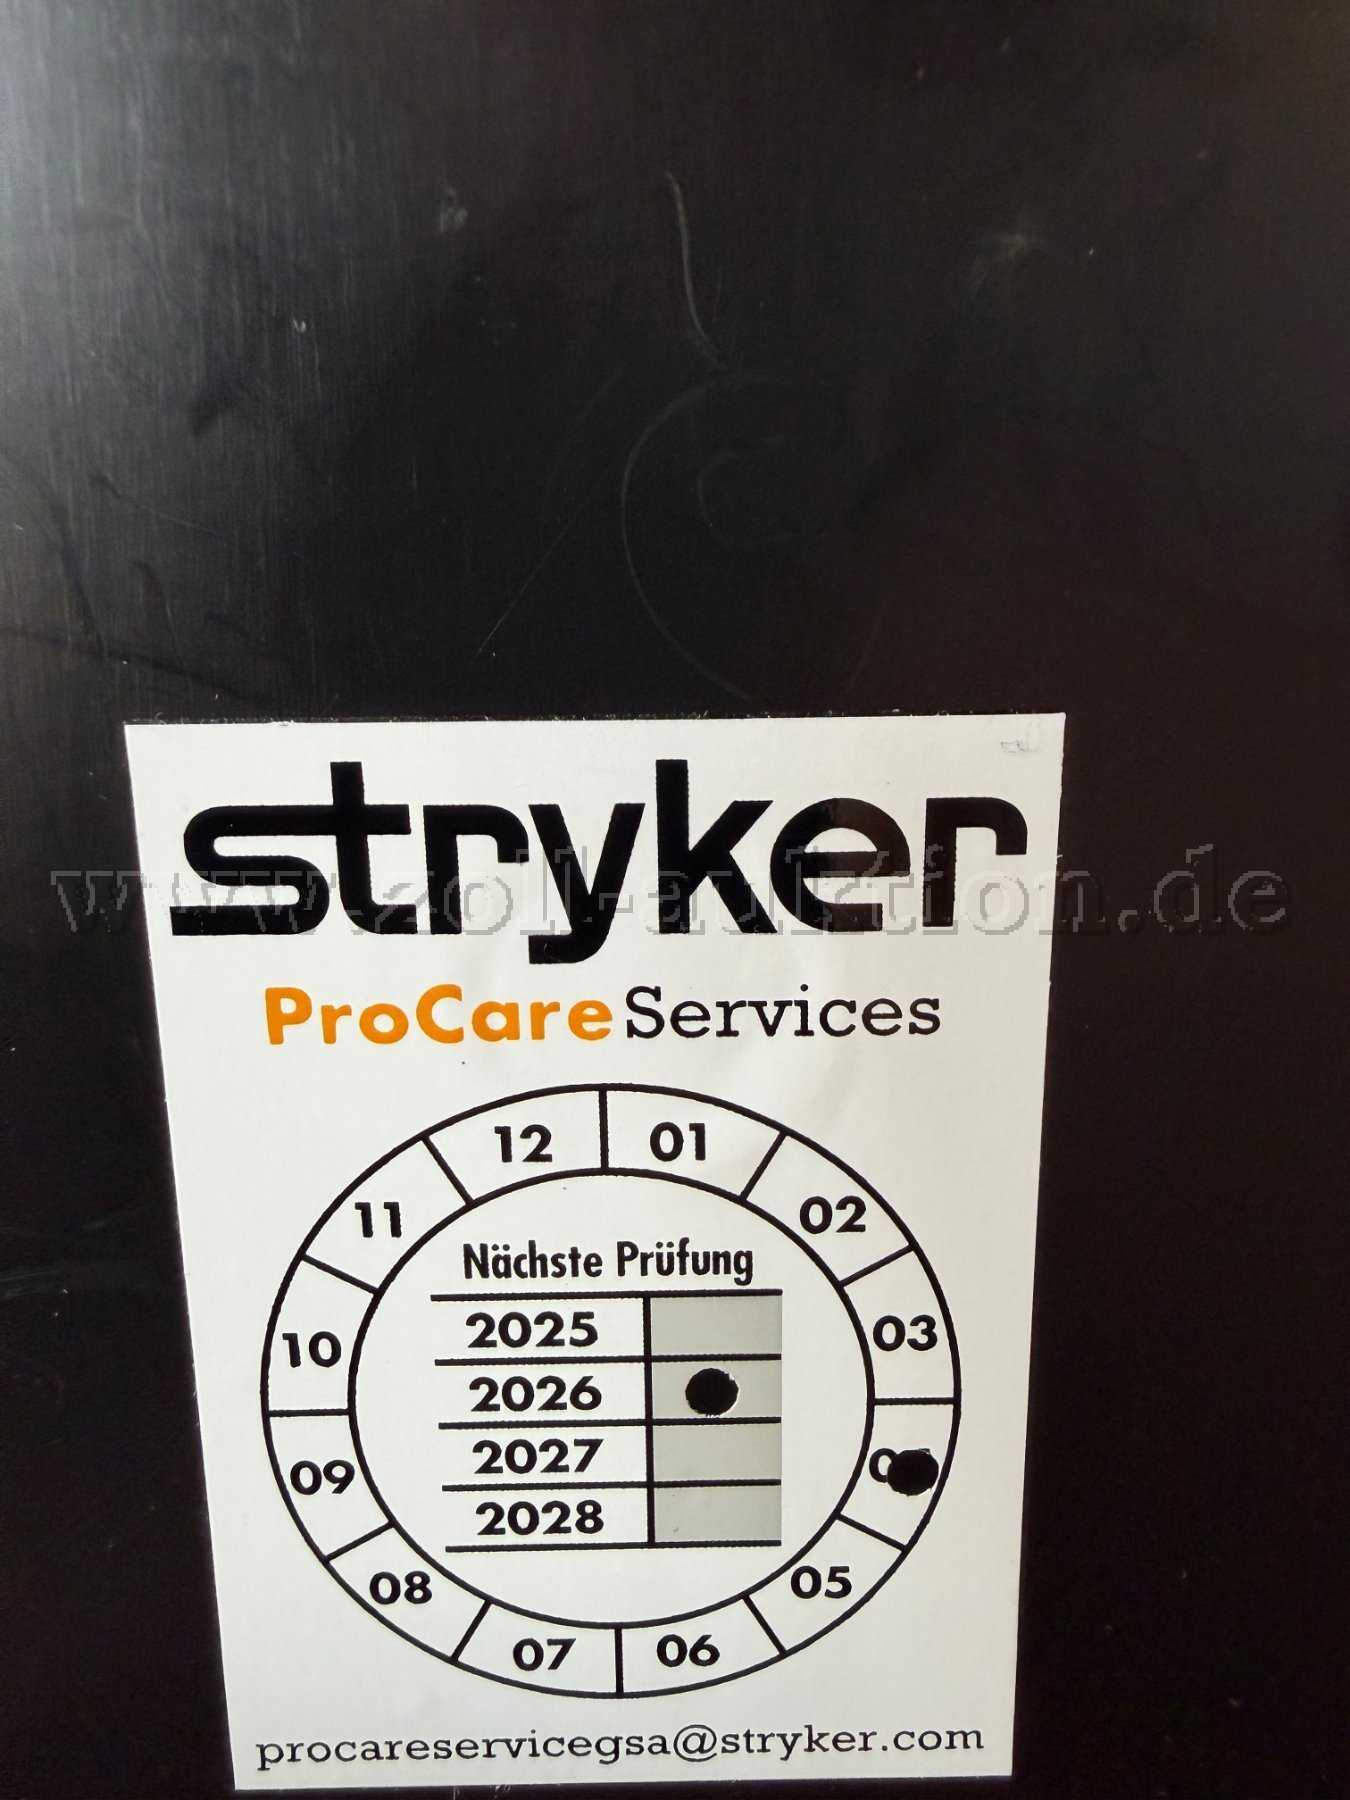 stryker
www.zoll-auktion.de
ProCare Services
12 01
11 02
Nächste Prüfung
2025
10 03
2026
2027
09
2028
08 05
07 06
procareservicegsa@stryker.com